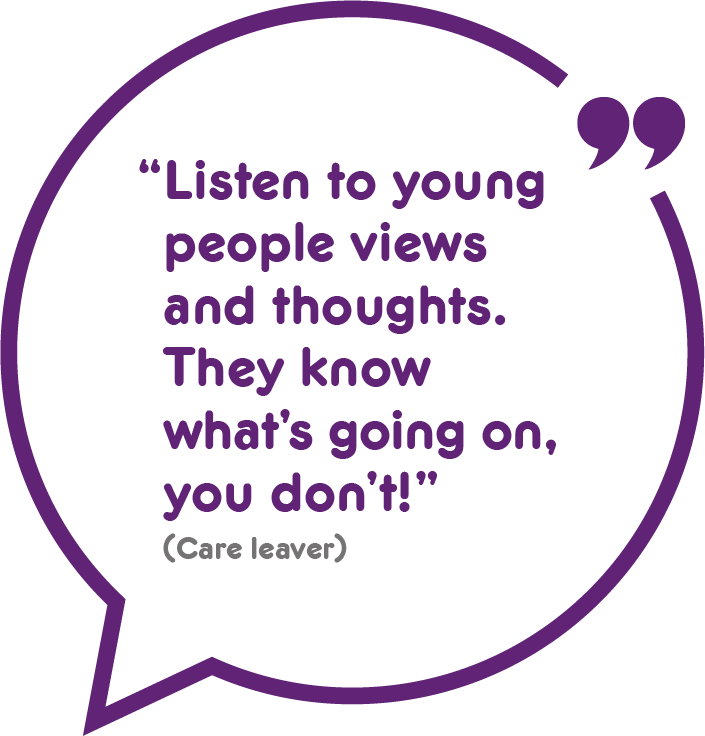 “Listen to young
people views
and thoughts.
They know
what’s going on,
you don’t!”
(Care leaver)